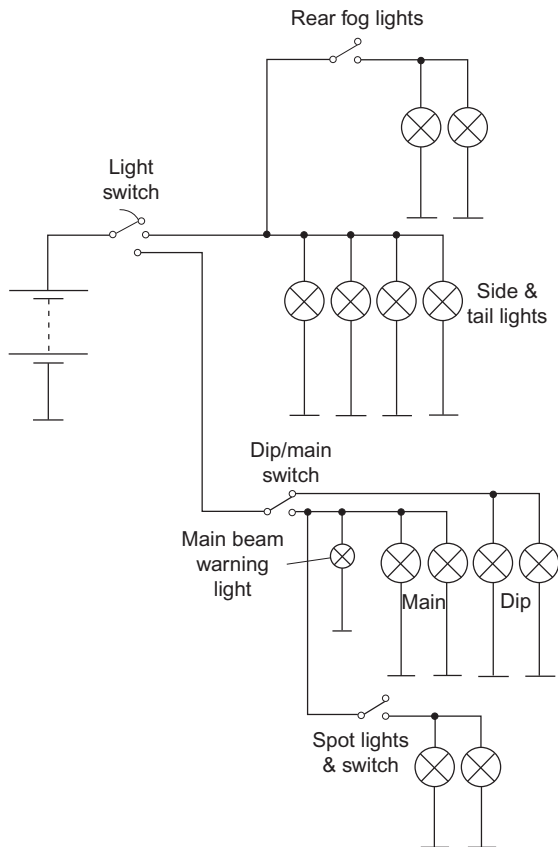 Rear fog lights
Light
switch
Side &
tail lights
Dip/main
switch
Main beam
warning
light
Main
Dip
Spot lights
& switch